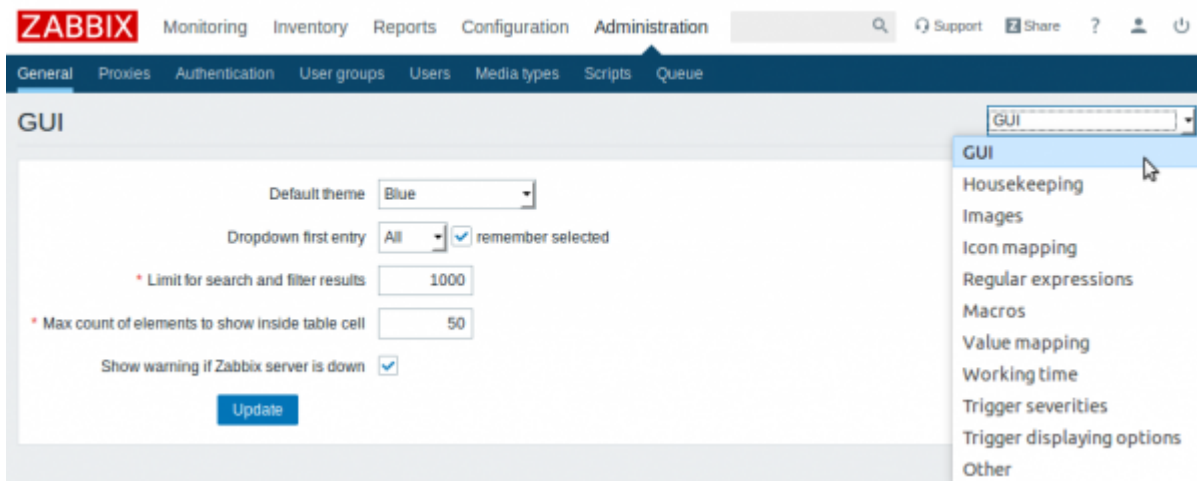 ZABBIX Monitoring Inventory Reports Configuration Administration Support Z Share ?
General Proxies Authentication User groups Users Media types Scripts Queue
GUI
GUI
GUI
Housekeeping
Images
Icon mapping
Regular expressions
Macros
Value mapping
Working time
Trigger severities
Trigger displaying options
Other
Default theme Blue
Dropdown first entry All remember selected
* Limit for search and filter results 1000
* Max count of elements to show inside table cell 50
Show warning if Zabbix server is down
Update